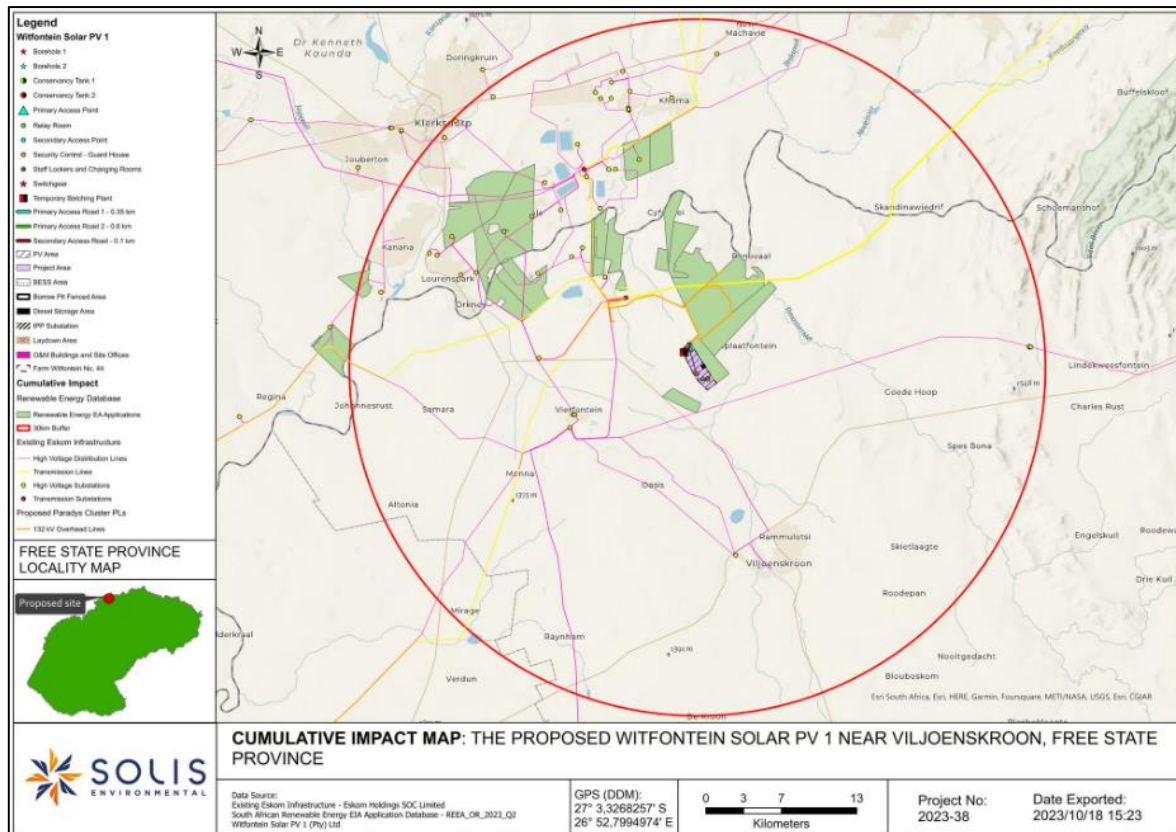 Legend
Witfontein Solar PV 1
Borehole 1
Borehole 2
Conservancy Tank 1
Conservancy Tank 2
Primary Access Point
Relay Room
Secondary Access Point
Security Control - Guard House
Staff Lockers and Changing Rooms
Switchgear
Temporary Batching Plant
Primary Access Road 1 - 0.35 km
Primary Access Road 2 - 0.6 km
Secondary Access Road - 0.1 km
PV Area
Project Area
BESS Area
Borrow Pit Fenced Area
Diesel Storage Area
IPP Substation
Laydown Area
O&M Buildings and Site Offices
Farm Witfontein No. 44
Cumulative Impact
Renewable Energy Database
Renewable Energy EA Applications
30km Buffer
Existing Eskom Infrastructure
High Voltage Distribution Lines
Transmission Lines
High Voltage Substations
Transmission Substations
Proposed Paradys Cluster PLs
132 kV Overhead Lines
FREE STATE PROVINCE
LOCALITY MAP
Proposed site
N
W E
S
Dr Kenneth
Kaunda
Machavie
Doringkruin
Khuma
Buffelskloof
Klerksdorp
Jouberton
Skandinawiedrif
Schoemanshof
Kanana
Lourenspark
Orkney
plaatfontein
Lindekweesfontein
Regina
Johannesrust
Samara
Vierfontein
Goede Hoop
Charles Rust
Spes Bona
Manna
Oasis
Altona
Rammulotsi
Viljoenskroon
Skietlaagte
Engelskuil
Drie Kuil
Roodepan
Mirage
Raynham
Verdun
Nooitgedacht
Blouboskom
De Kroon
Esri South Africa, Esri, HERE, Garmin, Foursquare, METI/NASA, USGS, Esri, CGIAR
SOLIS
ENVIRONMENTAL
CUMULATIVE IMPACT MAP: THE PROPOSED WITFONTEIN SOLAR PV 1 NEAR VILJOENSKROON, FREE STATE
PROVINCE
Data Source:
Existing Eskom Infrastructure - Eskom Holdings SOC Limited
South African Renewable Energy EIA Application Database - REEA_OR_2023_Q2
Witfontein Solar PV 1 (Pty) Ltd
GPS (DDM):
27° 3,3268257' S
26° 52,7994974' E
0 3 7 13
Kilometers
Project No:
2023-38
Date Exported:
2023/10/18 15:23